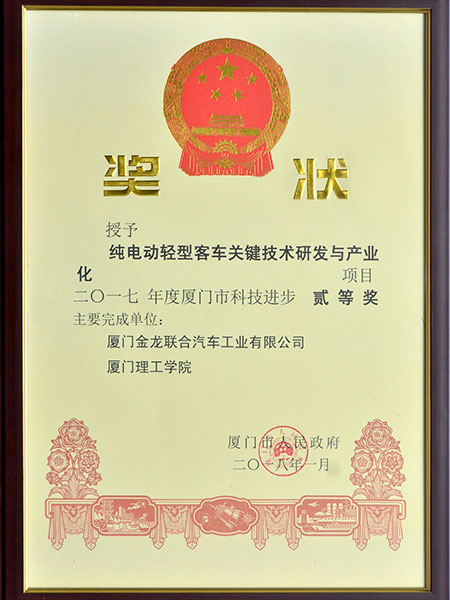 奖 状
授予
纯电动轻型客车关键技术研发与产业
化 项目
二〇一七 年度厦门市科技进步 贰等奖
主要完成单位：
厦门金龙联合汽车工业有限公司
厦门理工学院
厦门市人民政府
二〇一八年一月